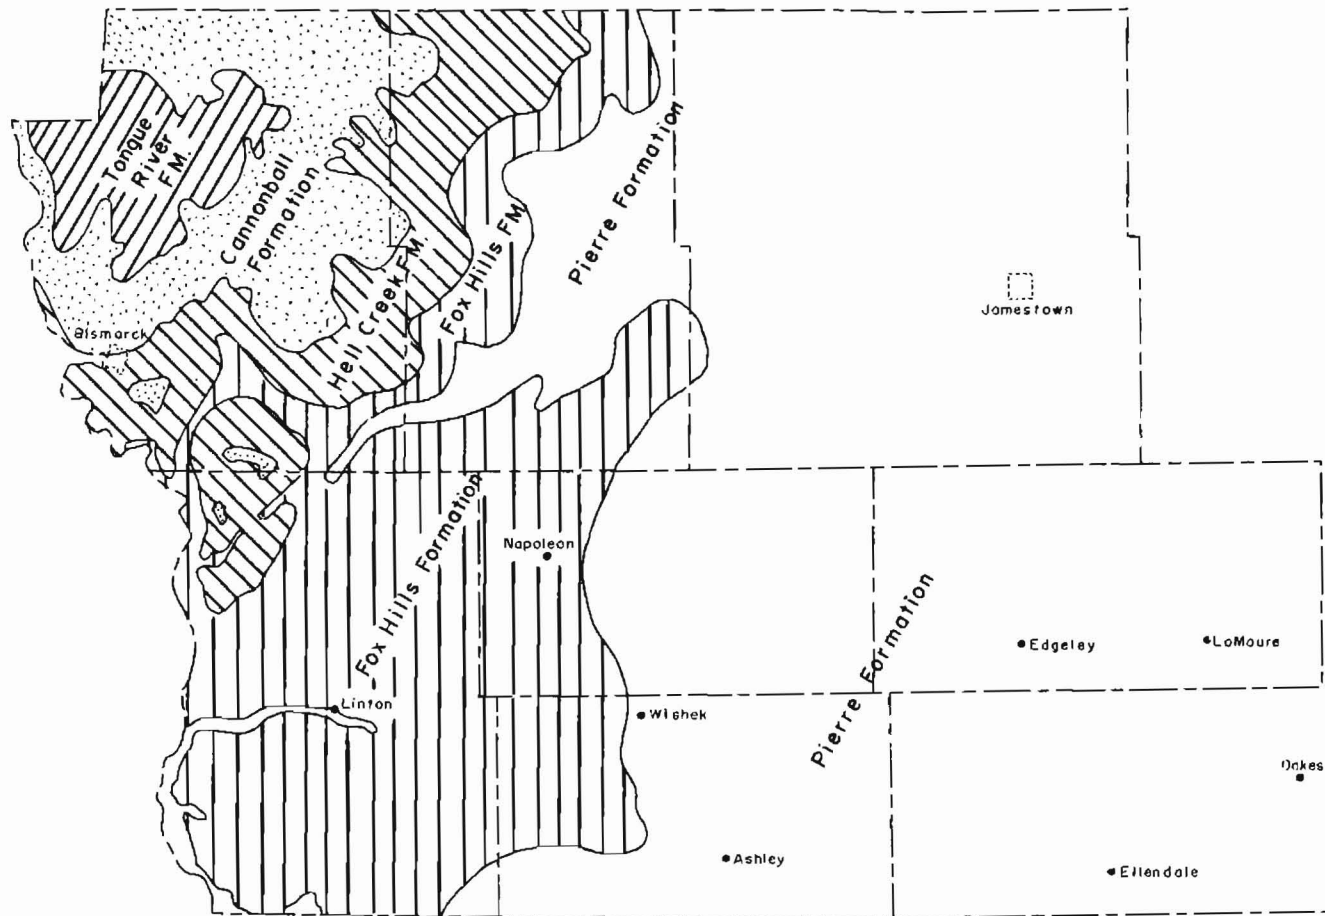 Tongue
River
FM.
Cannonball
Formation
Hell Creek FM
Fox Hills FM
Pierre Formation
Jamestown
Bismarck
Fox Hills Formation
Napoleon
Pierre Formation
Edgeley
LaMoure
Linton
Wishek
Oakes
Ashley
Ellendale